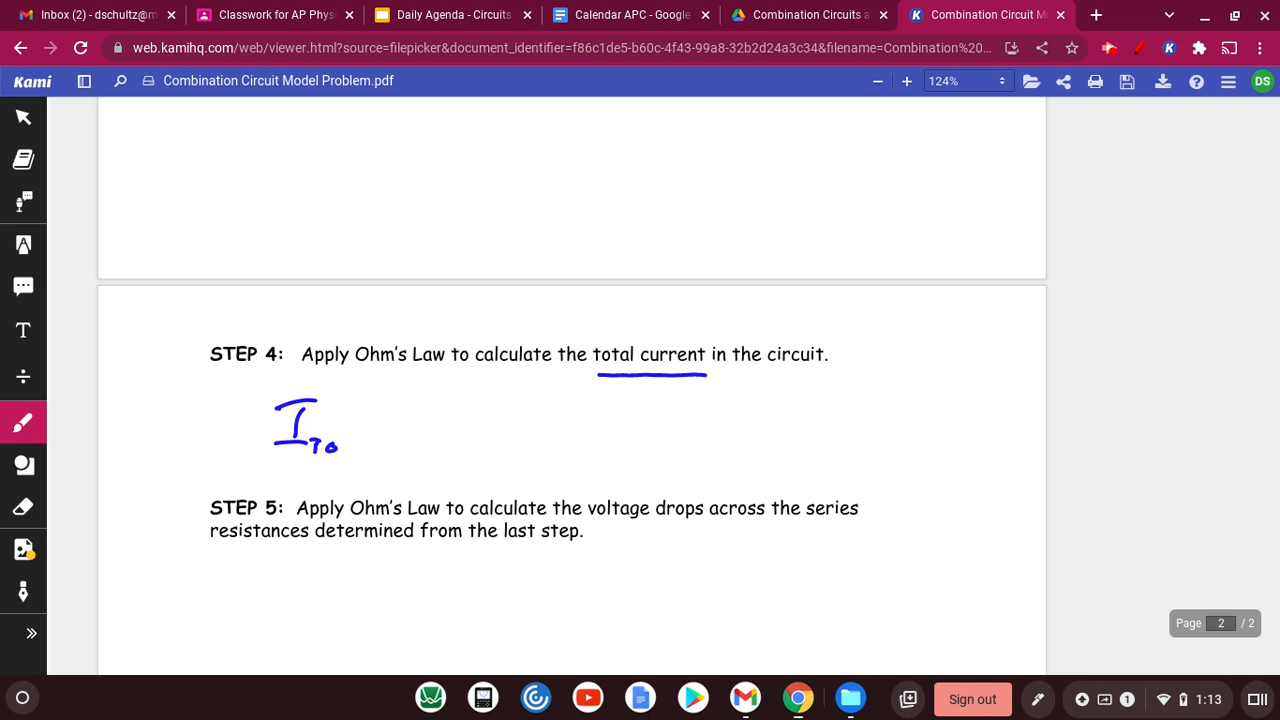 Inbox (2) - dschultz@m
Classwork for AP Phys
Daily Agenda - Circuits
Calendar APC - Google
Combination Circuits a
Combination Circuit M
web.kamihq.com/web/viewer.html?source=filepicker&document_identifier=f86c1de5-b60c-4f43-99a8-32b2d24a3c34&filename=Combination%20...
Kami
Combination Circuit Model Problem.pdf
124%
DS
STEP 4: Apply Ohm's Law to calculate the total current in the circuit.
I To
STEP 5: Apply Ohm's Law to calculate the voltage drops across the series
resistances determined from the last step.
Page 2 / 2
Sign out
1
1:13